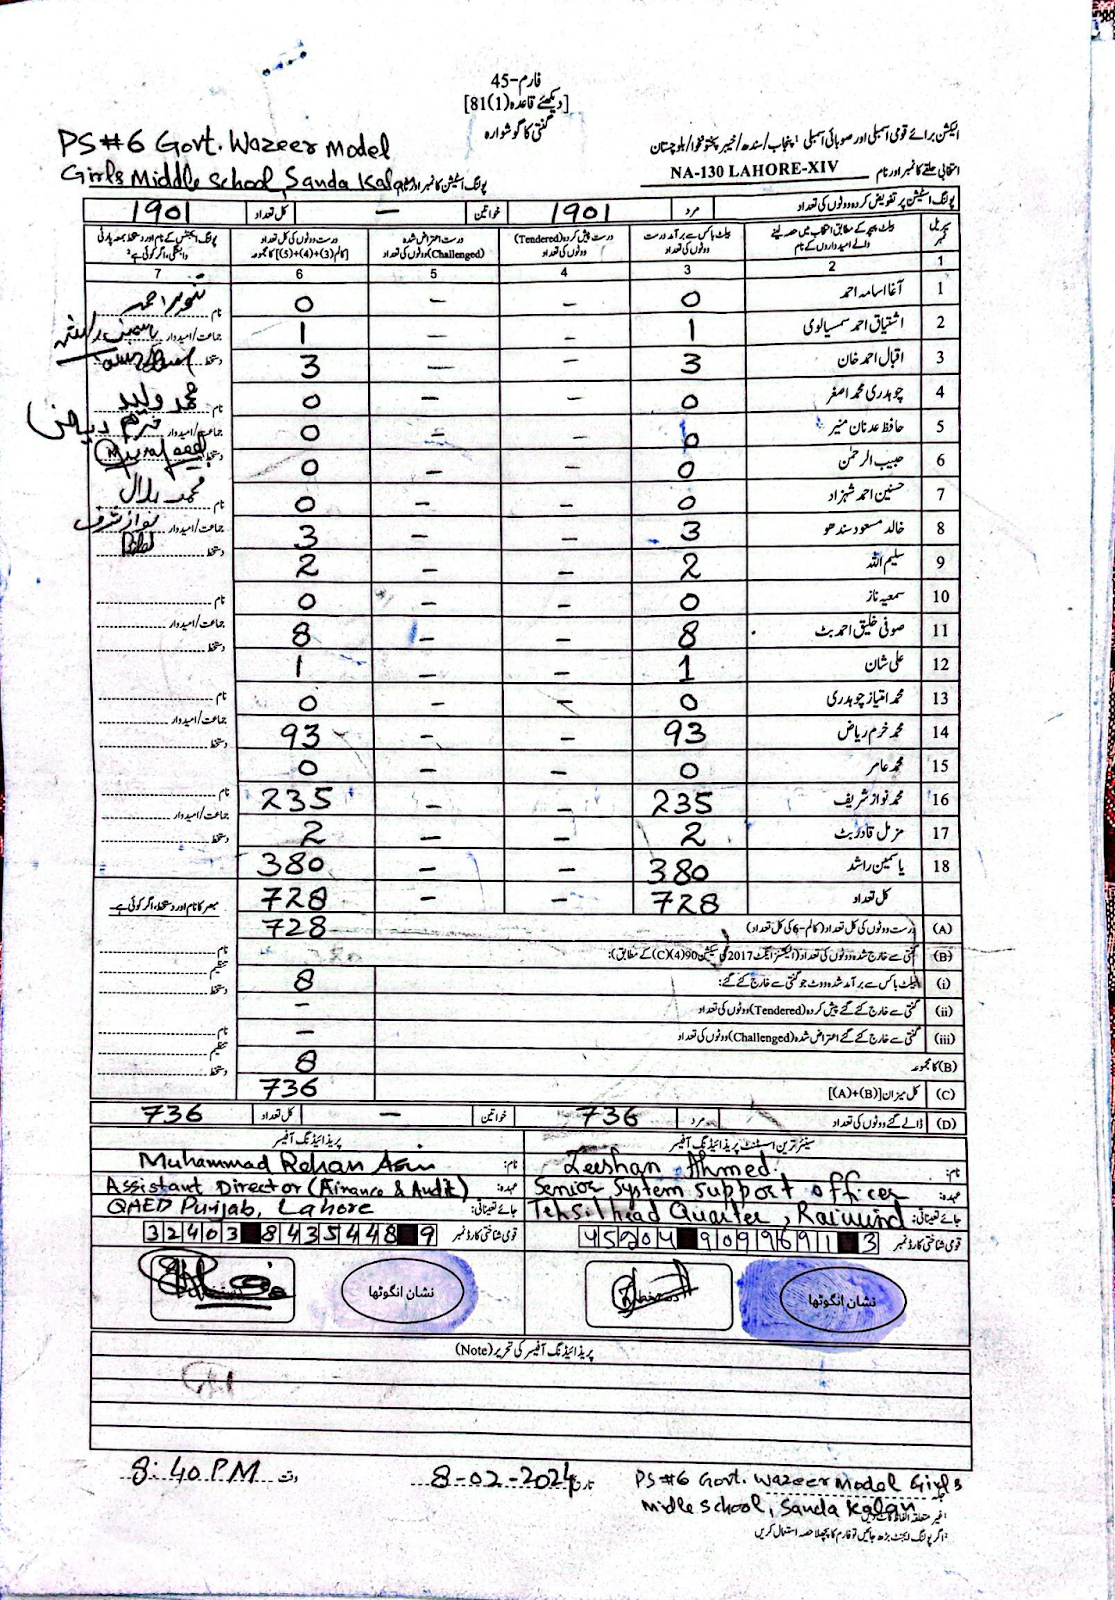 فارم-45
[دیکھئے قاعدہ 81(1)]
گنتی کا گوشوارہ
الیکشن برائے قومی اسمبلی اور صوبائی اسمبلی پنجاب/سندھ/خیبر پختونخوا/بلوچستان
PS#6 Govt. Wazeer Model
Girls Middle School, Sanda Kalan پولنگ اسٹیشن کا نمبر اور نام
انتخابی حلقے کا نمبر اور نام NA-130 LAHORE-XIV
پولنگ اسٹیشن پر تفویض کردہ ووٹوں کی تعداد مرد 1901 خواتین — کل تعداد 1901
سیریل نمبر | بیلٹ پیپر کے مطابق انتخاب میں حصہ لینے والے امیدواروں کے نام | بیلٹ باکس سے برآمد درست ووٹوں کی تعداد | درست پیش کردہ (Tendered) ووٹوں کی تعداد | درست اعتراض شدہ (Challenged) ووٹوں کی تعداد | درست ووٹوں کی کل تعداد [کالم (3)+(4)+(5)] کا مجموعہ | پولنگ ایجنٹس کے نام اور دستخط بمعہ پارٹی وابستگی، اگر کوئی ہے
1 2 3 4 5 6 7
1 آغا اسامہ احمد 0 – – 0
2 اشتیاق احمد سمسیالوی 1 – – 1
3 اقبال احمد خان 3 – – 3
4 چوہدری محمد اصغر 0 – – 0
5 حافظ عدنان منیر 0 – – 0
6 حبیب الرحمٰن 0 – – 0
7 حسنین احمد شہزاد 0 – – 0
8 خالد مسعود سندھو 3 – – 3
9 سلیم اللہ 2 – – 2
10 سمعیہ ناز 0 – – 0
11 صوفی خلیق احمد بٹ 8 – – 8
12 علی شان 1 – – 1
13 محمد امتیاز چوہدری 0 – – 0
14 محمد خرم ریاض 93 – – 93
15 محمد عامر 0 – – 0
16 محمد نواز شریف 235 – – 235
17 مزمل قادر بٹ 2 – – 2
18 یاسمین راشد 380 – – 380
کل تعداد 728 – – 728
نام تنویر احمد
جماعت/امیدوار یاسمین راشد
دستخط
نام محمد ولید
جماعت/امیدوار خرم ریاض
دستخط
نام محمد بلال
جماعت/امیدوار نواز شریف
دستخط Bilal
نام
جماعت/امیدوار
دستخط
نام
جماعت/امیدوار
دستخط
نام
جماعت/امیدوار
دستخط
مبصر کا نام اور دستخط، اگر کوئی ہے
نام
تنظیم
دستخط
نام
تنظیم
دستخط
(A) درست ووٹوں کی کل تعداد (کالم-6 کی کل تعداد) 728
(B) گنتی سے خارج شدہ ووٹوں کی تعداد (الیکشنز ایکٹ 2017 کی سیکشن 90(4)(C) کے مطابق):
(i) بیلٹ باکس سے برآمد شدہ ووٹ جو گنتی سے خارج کئے گئے: 8
(ii) گنتی سے خارج کئے گئے پیش کردہ (Tendered) ووٹوں کی تعداد –
(iii) گنتی سے خارج کئے گئے اعتراض شدہ (Challenged) ووٹوں کی تعداد –
(B) کا مجموعہ 8
(C) کل میزان [(A)+(B)] 736
(D) ڈالے گئے ووٹوں کی تعداد مرد 736 خواتین — کل تعداد 736
سینئر ترین اسسٹنٹ پریذائیڈنگ آفیسر
نام: Zeeshan Ahmed
عہدہ: Senior System Support officer
جائے تعیناتی: Tehsil head Quarter, Raiwind
قومی شناختی کارڈ نمبر 45204 9099691 3
نشان انگوٹھا
پریذائیڈنگ آفیسر
نام: Muhammad Rehan Asim
عہدہ: Assistant Director (Finance & Audit)
جائے تعیناتی: QAED Punjab, Lahore
قومی شناختی کارڈ نمبر 32403 8435448 9
نشان انگوٹھا
پریذائیڈنگ آفیسر کی تحریر (Note)
PS#6 Govt. Wazeer Model Girls
Midle School, Sanda Kalan
تاریخ 8-02-2024
وقت 8:40 PM
اگر پولنگ ایجنٹ بڑھ جائیں تو فارم کا پچھلا حصہ استعمال کریں